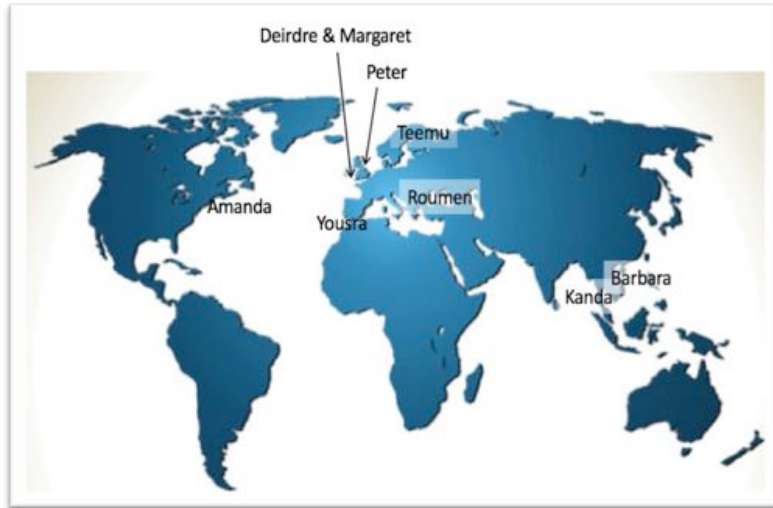 Deirdre & Margaret
Peter
Teemu
Amanda
Yousra
Roumen
Barbara
Kanda